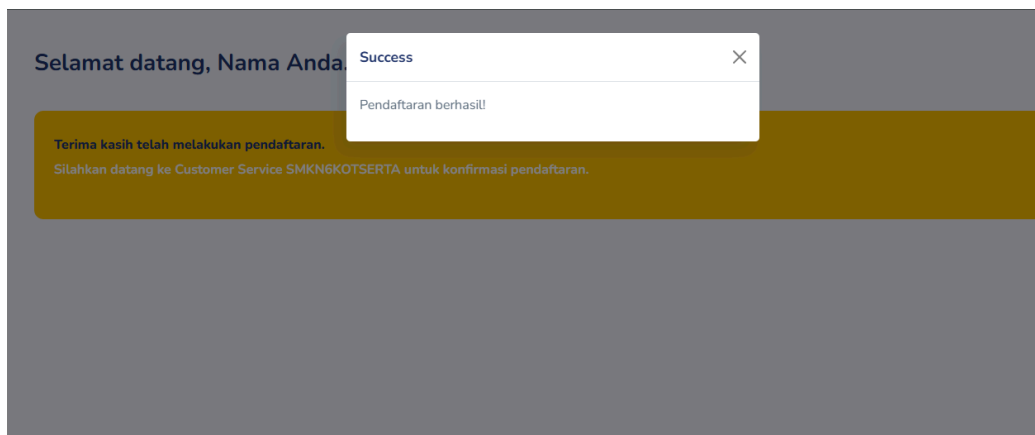 Selamat datang, Nama Anda.
Success
Pendaftaran berhasil!
Terima kasih telah melakukan pendaftaran.
Silahkan datang ke Customer Service SMKN6KOTSERTA untuk konfirmasi pendaftaran.